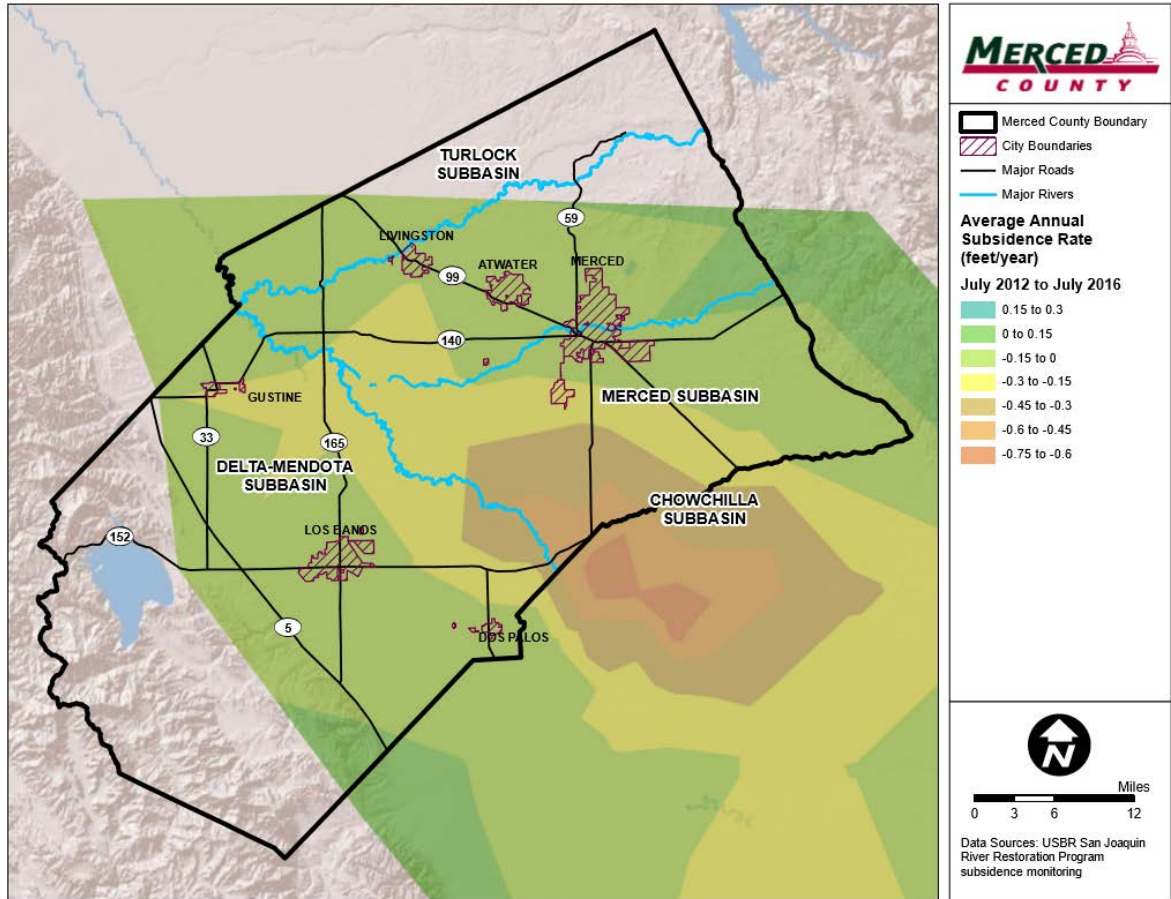 TURLOCK
SUBBASIN
59
LIVINGSTON
ATWATER
MERCED
99
140
GUSTINE
MERCED SUBBASIN
33
165
DELTA-MENDOTA
SUBBASIN
CHOWCHILLA
SUBBASIN
LOS BANOS
152
5
DOS PALOS
MERCED
COUNTY
Merced County Boundary
City Boundaries
Major Roads
Major Rivers
Average Annual
Subsidence Rate
(feet/year)
July 2012 to July 2016
0.15 to 0.3
0 to 0.15
-0.15 to 0
-0.3 to -0.15
-0.45 to -0.3
-0.6 to -0.45
-0.75 to -0.6
N
Miles
0 3 6 12
Data Sources: USBR San Joaquin
River Restoration Program
subsidence monitoring